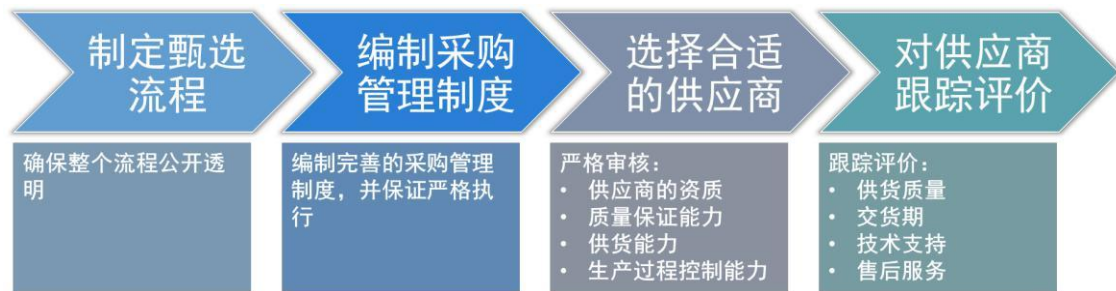 制定甄选
流程
确保整个流程公开透
明
编制采购
管理制度
编制完善的采购管理
制度，并保证严格执
行
选择合适
的供应商
严格审核：
• 供应商的资质
• 质量保证能力
• 供货能力
• 生产过程控制能力
对供应商
跟踪评价
跟踪评价：
• 供货质量
• 交货期
• 技术支持
• 售后服务